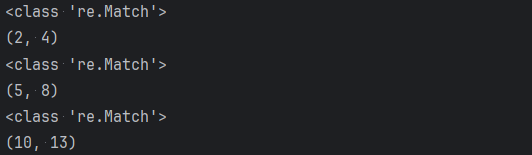 <class 're.Match'>
(2, 4)
<class 're.Match'>
(5, 8)
<class 're.Match'>
(10, 13)